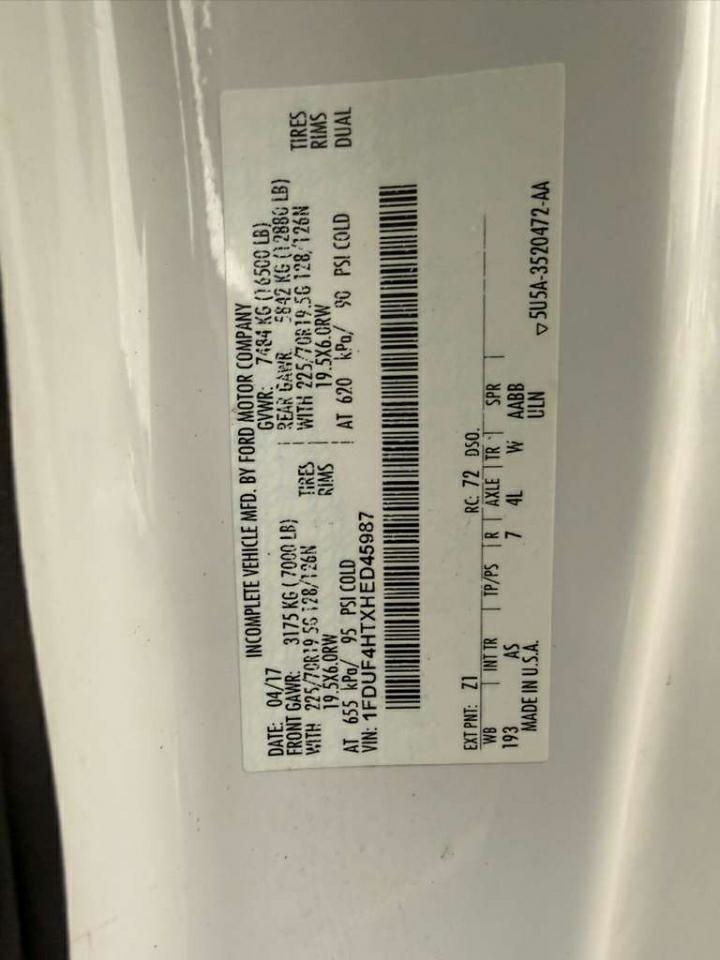 INCOMPLETE VEHICLE MFD. BY FORD MOTOR COMPANY
DATE: 04/17 GVWR: 7484 KG (16500 LB)
FRONT GAWR: 3175 KG (7000 LB) REAR GAWR: 5842 KG (12880 LB)
WITH 225/70R19.5G 128/126N TIRES WITH 225/70R19.5G 128/126N TIRES
19.5X6.0RW RIMS 19.5X6.0RW RIMS
AT 655 kPa/ 95 PSI COLD AT 620 kPa/ 90 PSI COLD DUAL
VIN: 1FDUF4HTXHED45987
EXT PNT: Z1 RC: 72 DSO:
WB INT TR TP/PS R AXLE TR SPR
193 AS 7 4L W AABB
MADE IN U.S.A. ULN
▽5U5A-3520472-AA